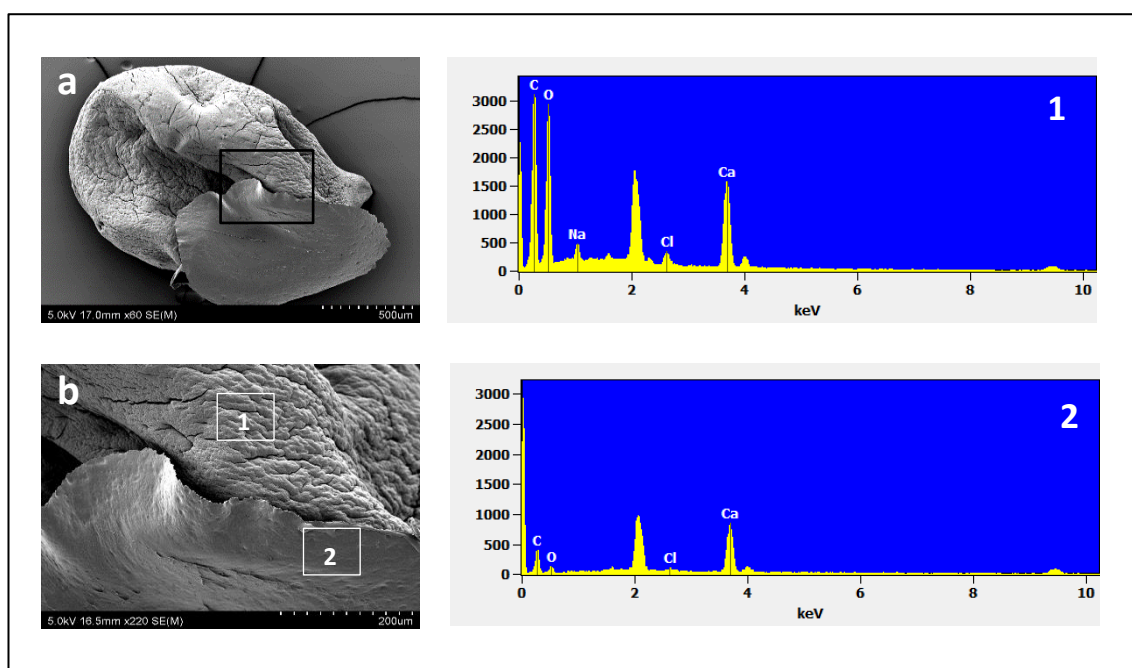 a
5.0kV 17.0mm x60 SE(M)
500um
1
C
O
Na
Cl
Ca
3000
2500
2000
1500
1000
500
0
0 2 4 6 8 10
keV
b
1
2
5.0kV 16.5mm x220 SE(M)
200um
2
C
O
Cl
Ca
3000
2500
2000
1500
1000
500
0
0 2 4 6 8 10
keV